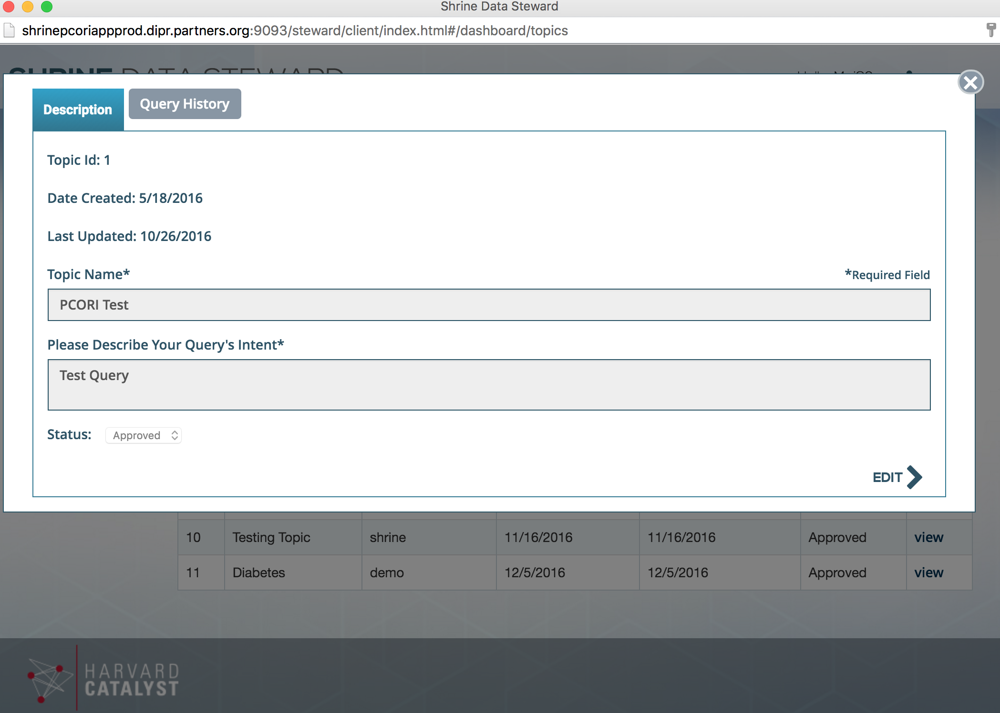 Shrine Data Steward
shrinepcoriappprod.dipr.partners.org:9093/steward/client/index.html#/dashboard/topics
SHRINE DATA STEWARD
Description
Query History
Topic Id: 1
Date Created: 5/18/2016
Last Updated: 10/26/2016
Topic Name*
*Required Field
PCORI Test
Please Describe Your Query's Intent*
Test Query
Status: Approved
EDIT
10 Testing Topic shrine 11/16/2016 11/16/2016 Approved view
11 Diabetes demo 12/5/2016 12/5/2016 Approved view
HARVARD
CATALYST